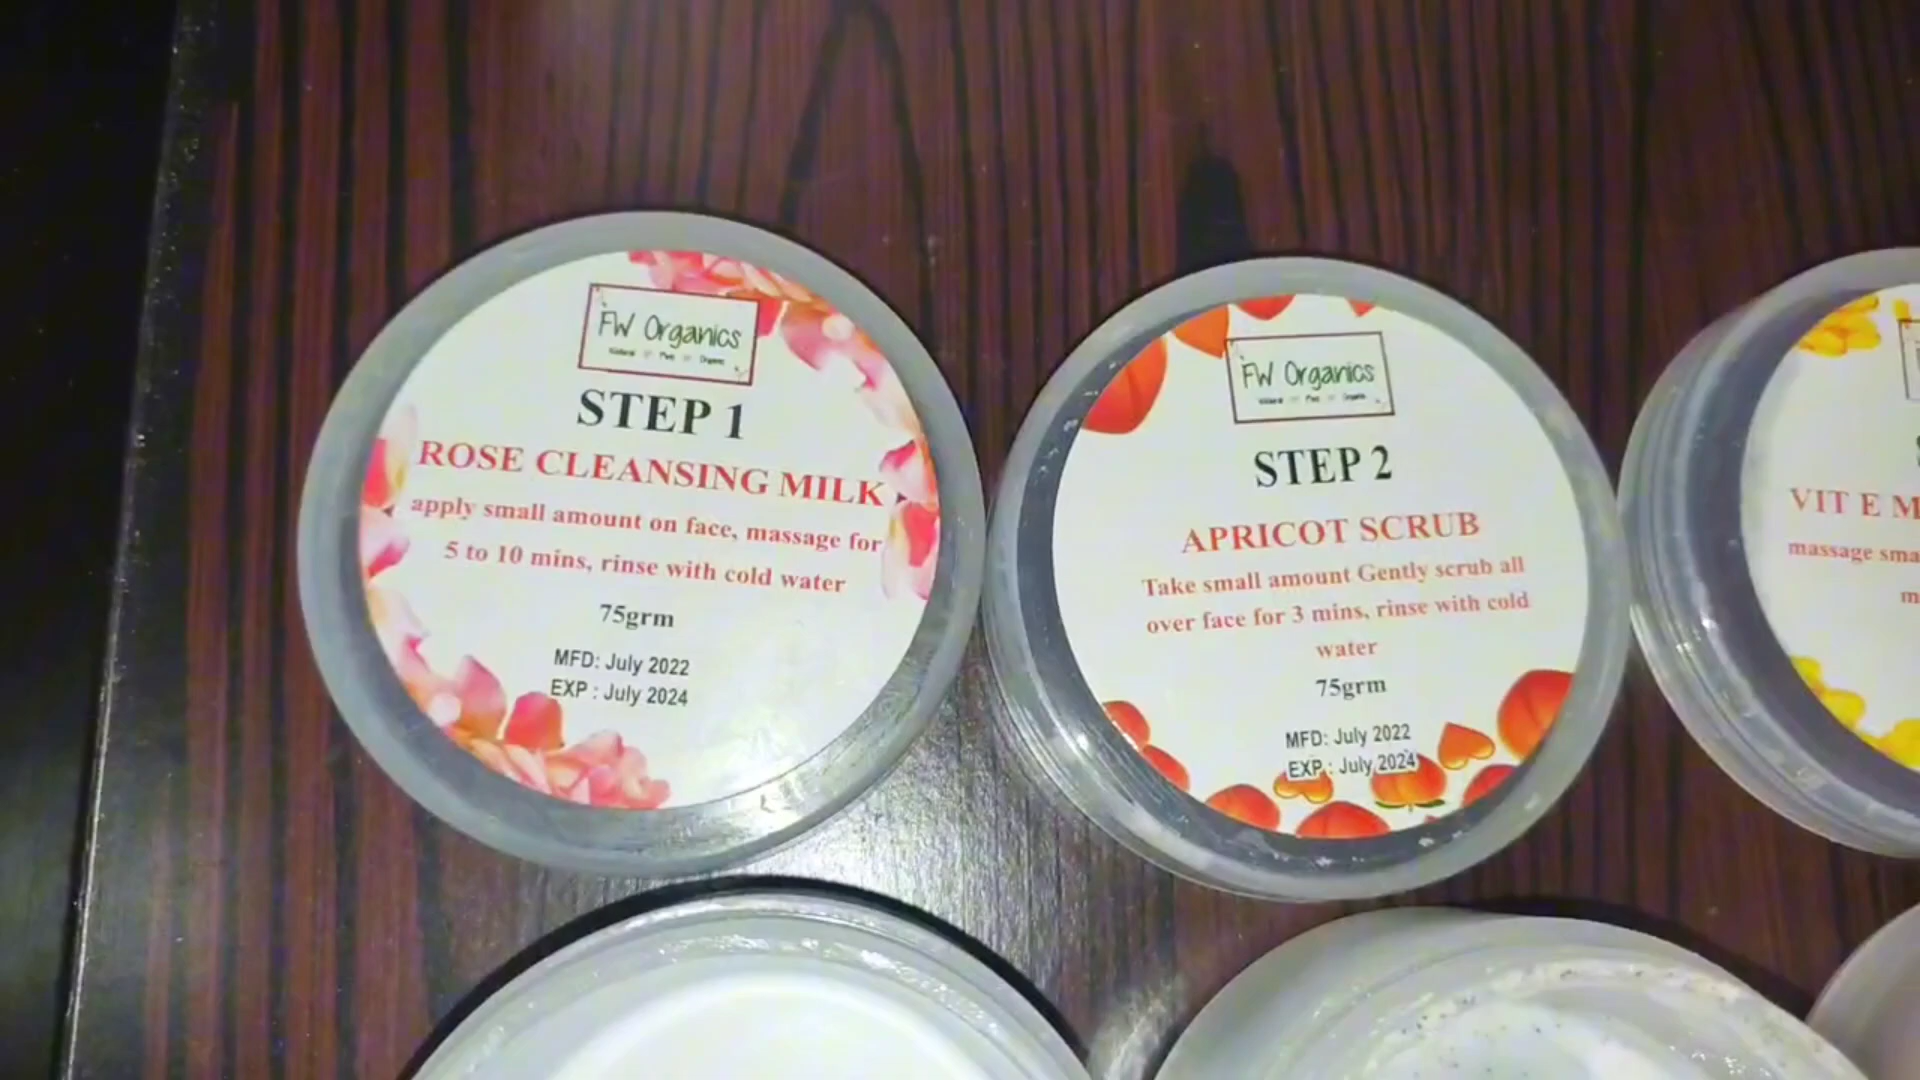 FW Organics
STEP 1
ROSE CLEANSING MILK
apply small amount on face, massage for
5 to 10 mins, rinse with cold water
75grm
MFD: July 2022
EXP : July 2024
FW Organics
STEP 2
APRICOT SCRUB
Take small amount Gently scrub all
over face for 3 mins, rinse with cold
water
75grm
MFD: July 2022
EXP : July 2024
VIT E
massage